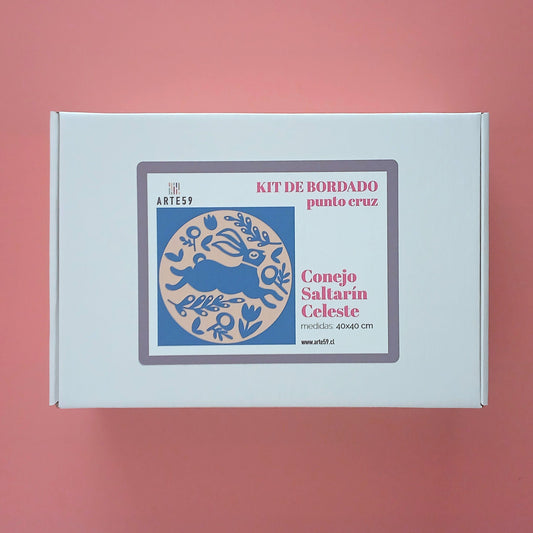 ARTE59
KIT DE BORDADO
punto cruz
Conejo
Saltarín
Celeste
medidas: 40x40 cm
www.arte59.cl